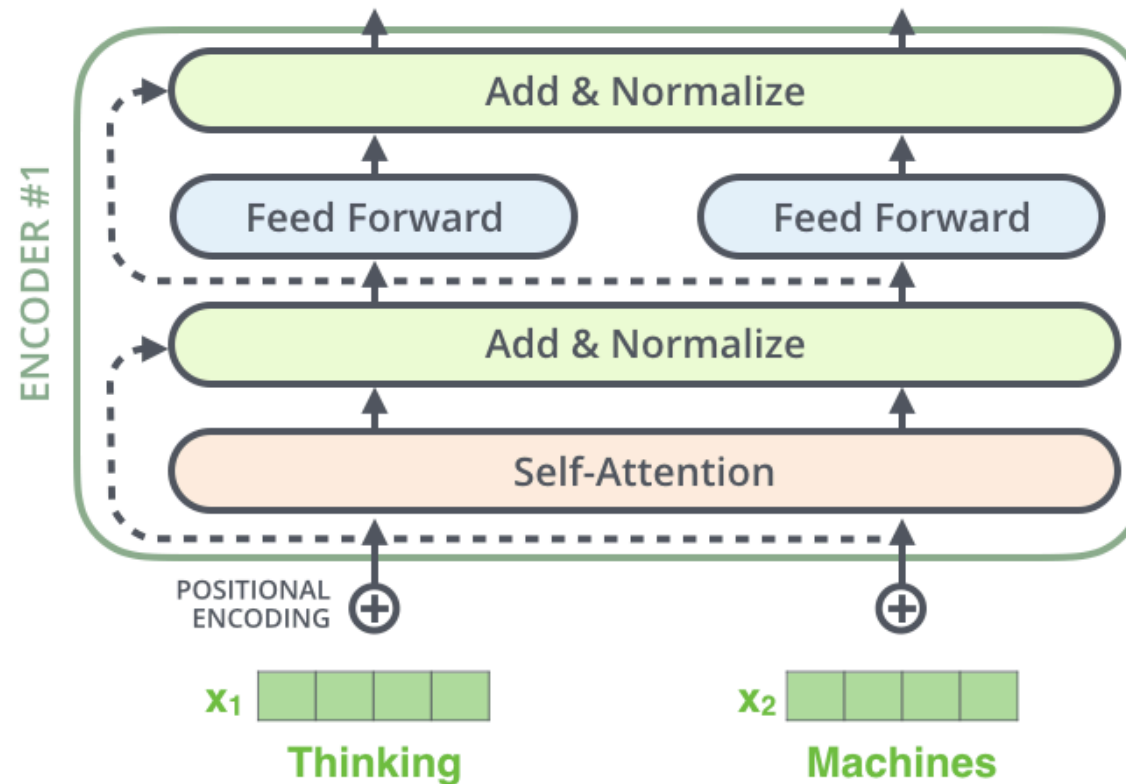 Add & Normalize
Feed Forward
Feed Forward
ENCODER #1
Add & Normalize
Self-Attention
POSITIONAL
ENCODING
x₁
x₂
Thinking
Machines